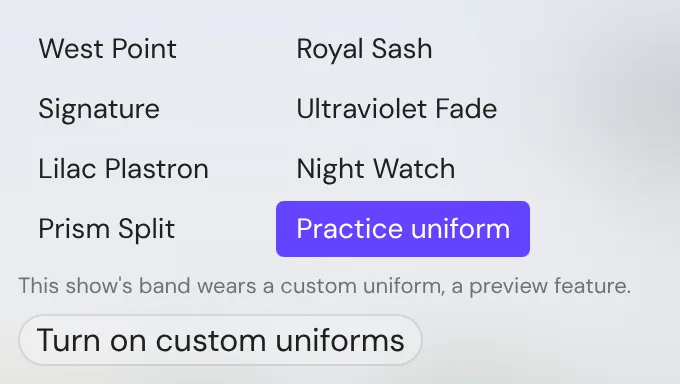 West Point
Royal Sash
Signature
Ultraviolet Fade
Lilac Plastron
Night Watch
Prism Split
Practice uniform
This show's band wears a custom uniform, a preview feature.
Turn on custom uniforms